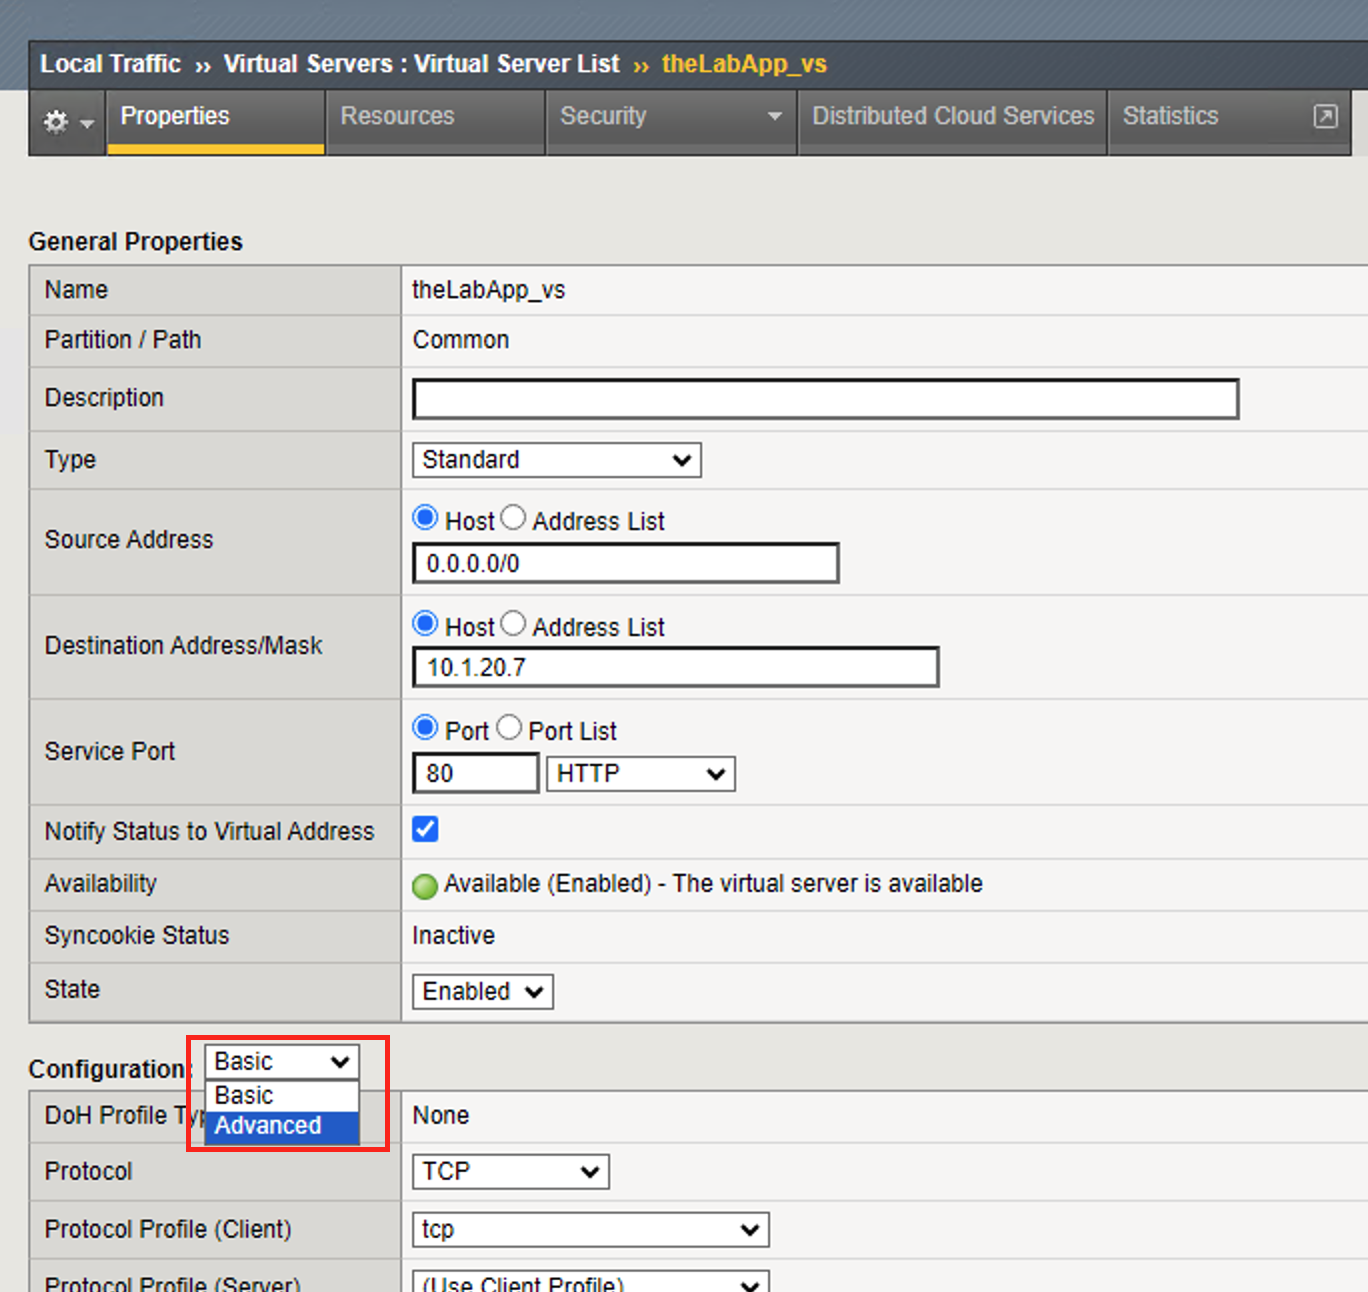 Local Traffic ›› Virtual Servers : Virtual Server List ›› theLabApp_vs
Properties Resources Security Distributed Cloud Services Statistics
General Properties
Name theLabApp_vs
Partition / Path Common
Description
Type Standard
Source Address Host Address List
0.0.0.0/0
Destination Address/Mask Host Address List
10.1.20.7
Service Port Port Port List
80 HTTP
Notify Status to Virtual Address
Availability Available (Enabled) - The virtual server is available
Syncookie Status Inactive
State Enabled
Configuration: Basic
Basic
Advanced
DoH Profile Typ None
Protocol TCP
Protocol Profile (Client) tcp
Protocol Profile (Server) (Use Client Profile)